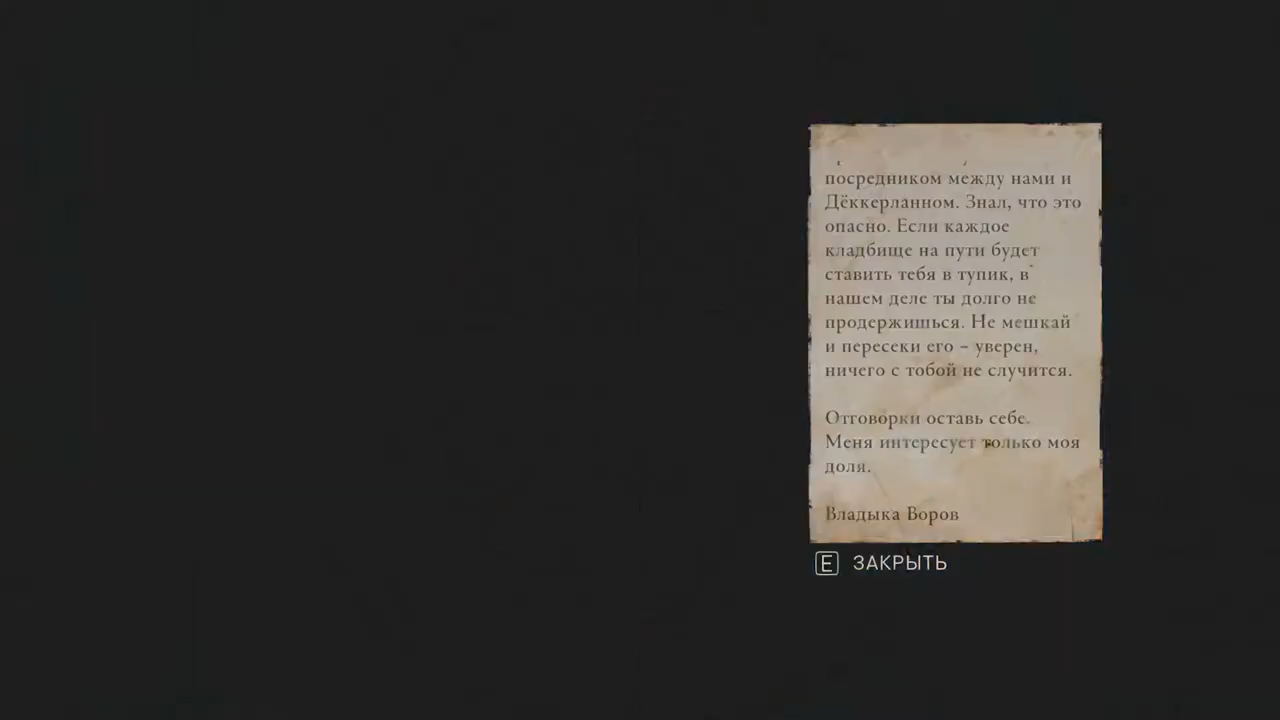 посредником между нами и
Дёккерланном. Знал, что это
опасно. Если каждое
кладбище на пути будет
ставить тебя в тупик, в
нашем деле ты долго не
продержишься. Не мешкай
и пересеки его – уверен,
ничего с тобой не случится.
Отговорки оставь себе.
Меня интересует только моя
доля.
Владыка Воров
E ЗАКРЫТЬ